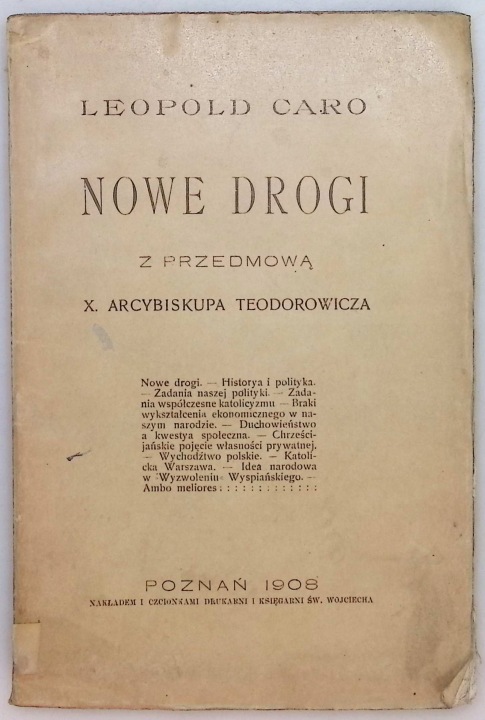 LEOPOLD CARO
NOWE DROGI
Z PRZEDMOWĄ
X. ARCYBISKUPA TEODOROWICZA
Nowe drogi. — Historya i polityka.
— Zadania naszej polityki. — Zada-
nia współczesne katolicyzmu — Braki
wykształcenia ekonomicznego w na-
szym narodzie. — Duchowieństwo
a kwestya społeczna. — Chrześci-
jańskie pojęcie własności prywatnej.
— Wychodźtwo polskie. — Katoli-
cka Warszawa. — Idea narodowa
w »Wyzwoleniu« Wyspiańskiego. —
Ambo meliores : : : : : : : : : : : : :
POZNAŃ 1908
NAKŁADEM I CZCIONKAMI DRUKARNI I KSIĘGARNI ŚW. WOJCIECHA